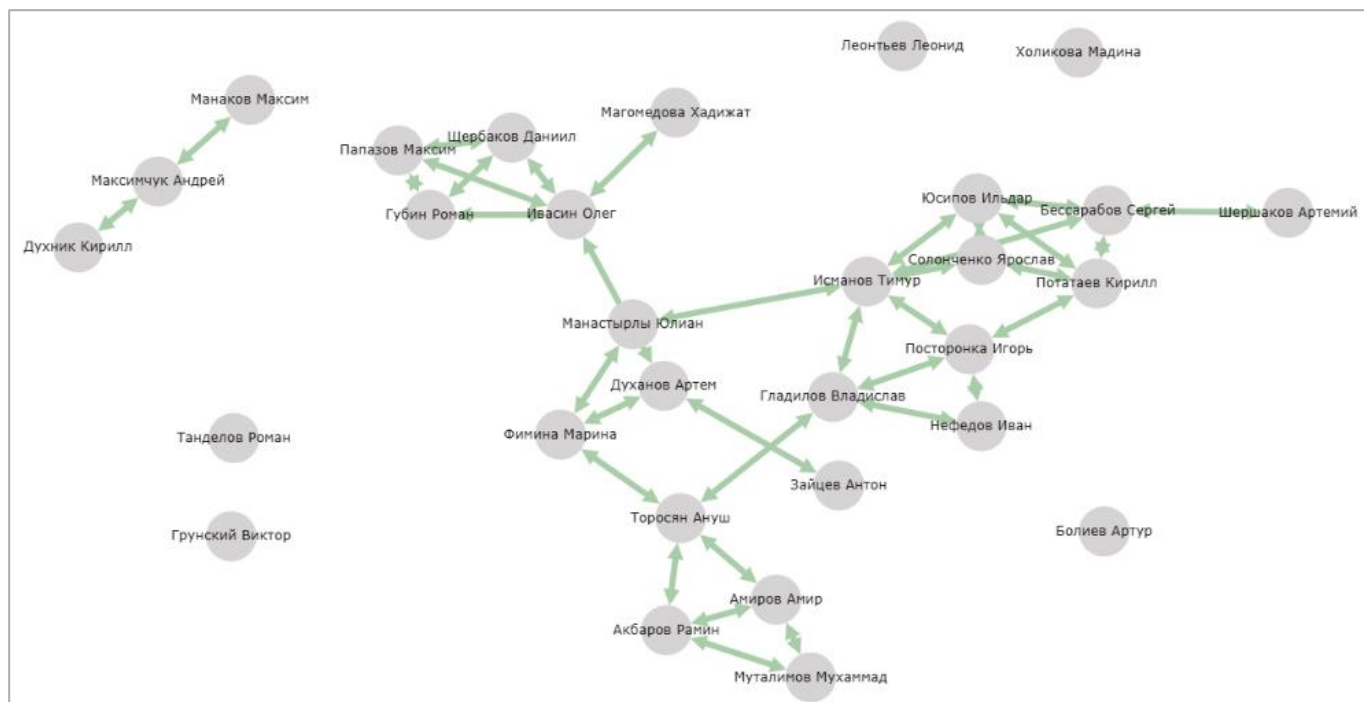 Леонтьев Леонид
Холикова Мадина
Манаков Максим
Магомедова Хадижат
Щербаков Даниил
Папазов Максим
Максимчук Андрей
Юсипов Ильдар
Бессарабов Сергей
Шершаков Артемий
Губин Роман
Ивасин Олег
Духник Кирилл
Солонченко Ярослав
Исманов Тимур
Потатаев Кирилл
Манастырлы Юлиан
Посторонка Игорь
Духанов Артем
Гладилов Владислав
Нефедов Иван
Фимина Марина
Танделов Роман
Зайцев Антон
Торосян Ануш
Болиев Артур
Грунский Виктор
Амиров Амир
Акбаров Рамин
Муталимов Мухаммад